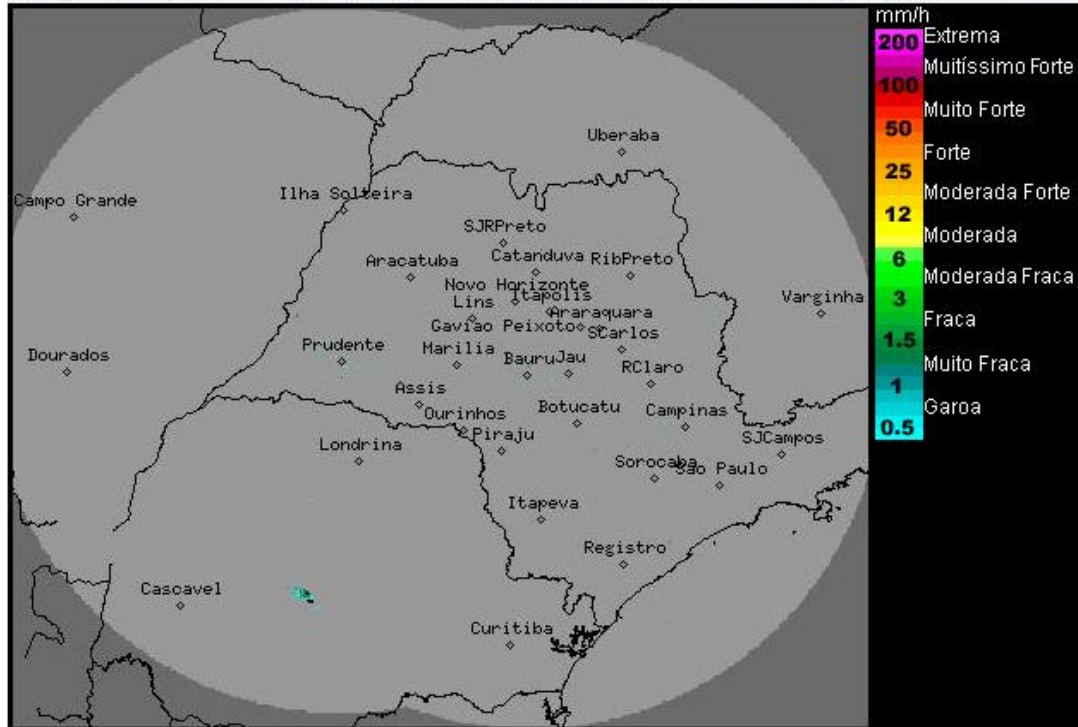 mm/h
200 Extrema
Muitíssimo Forte
100
Muito Forte
50
Forte
25
Moderada Forte
12
Moderada
6
Moderada Fraca
3
Fraca
1.5
Muito Fraca
1
Garoa
0.5
Uberaba
Campo Grande
Ilha Solteira
SJRPreto
Catanduva
RibPreto
Aracatuba
Novo Horizonte
Itapolis
Lins
Araraquara
Varginha
Gaviao Peixoto
SCarlos
Prudente
Dourados
Marilia
Bauru
Jau
RClaro
Assis
Ourinhos
Botucatu
Campinas
Londrina
Piraju
SJCampos
Sorocaba
Sao Paulo
Itapeva
Registro
Cascavel
Curitiba